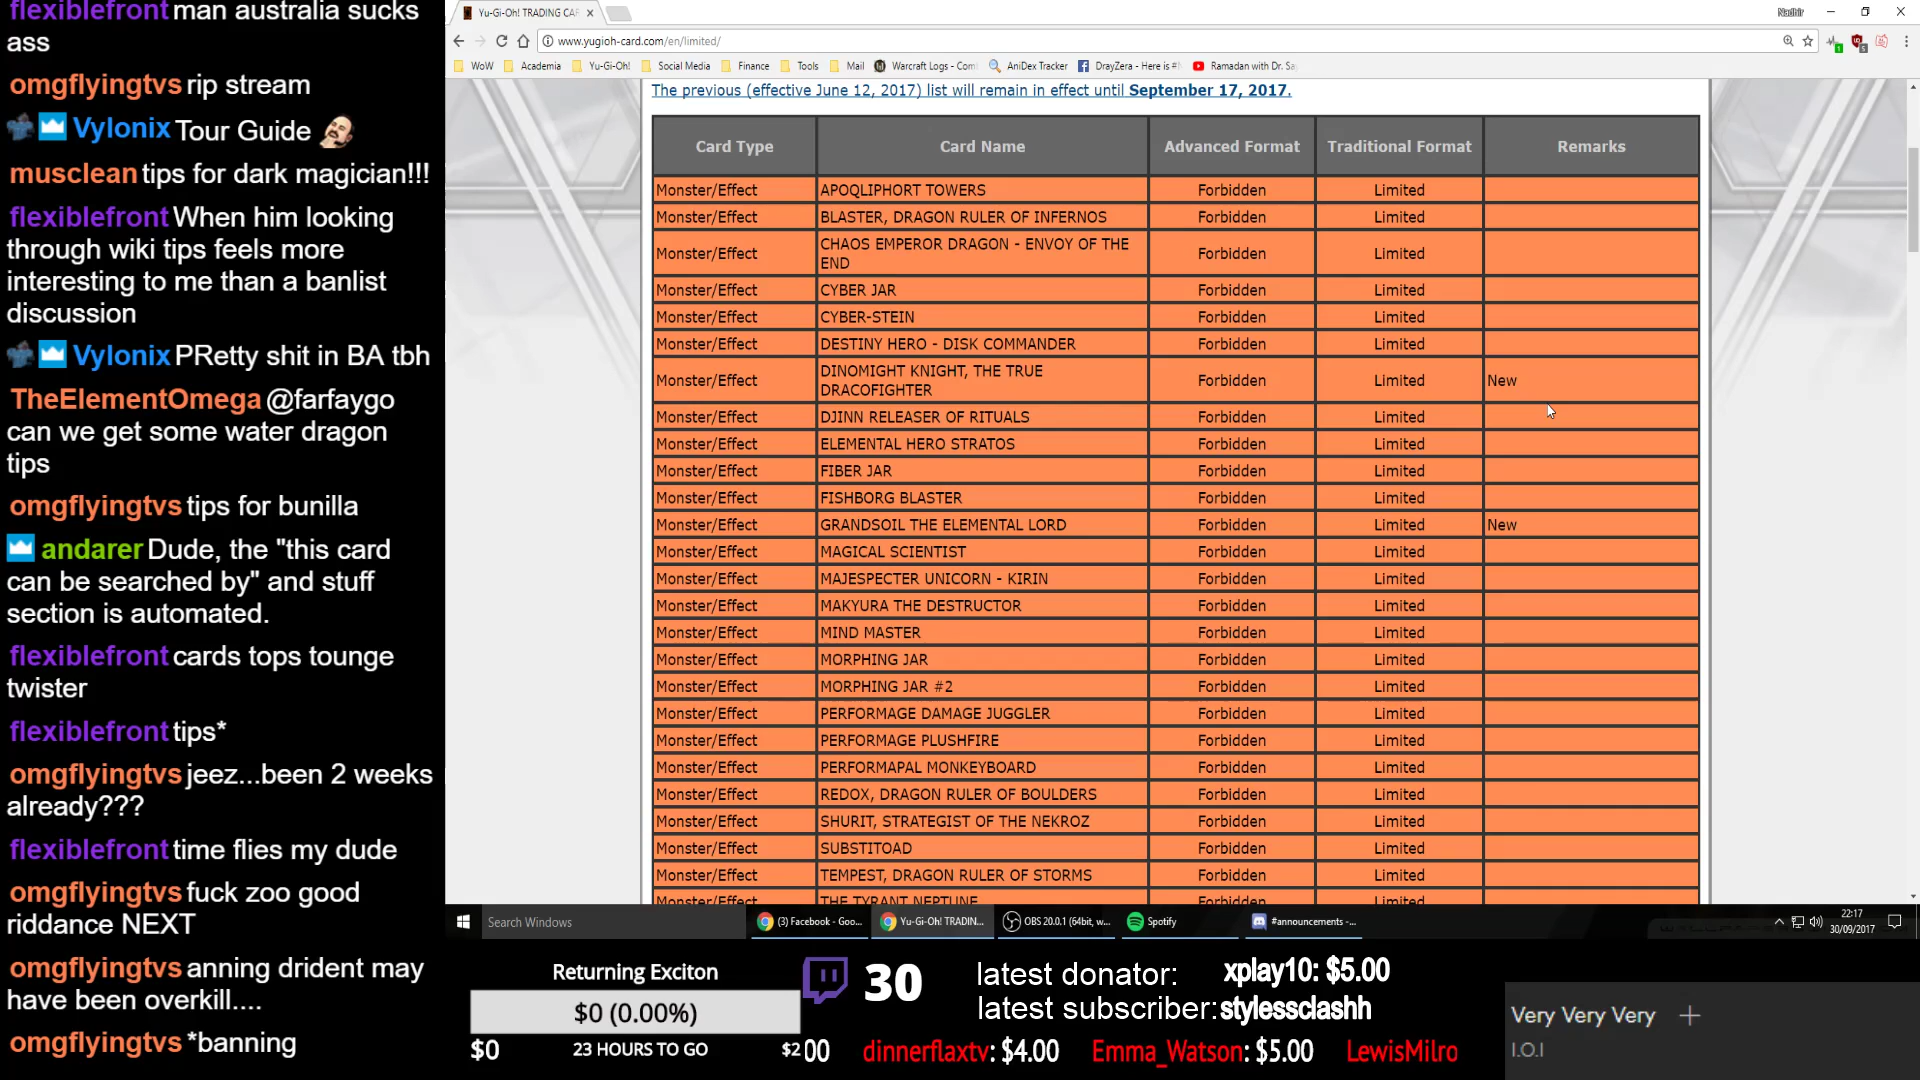 flexiblefront man australia sucks
ass
omgflyingtvs rip stream
Vylonix Tour Guide
musclean tips for dark magician!!!
flexiblefront When him looking
through wiki tips feels more
interesting to me than a banlist
discussion
Vylonix PRetty shit in BA tbh
TheElementOmega @farfaygo
can we get some water dragon
tips
omgflyingtvs tips for bunilla
andarer Dude, the "this card
can be searched by" and stuff
section is automated.
flexiblefront cards tops tounge
twister
flexiblefront tips*
omgflyingtvs jeez...been 2 weeks
already???
flexiblefront time flies my dude
omgflyingtvs fuck zoo good
riddance NEXT
omgflyingtvs anning drident may
have been overkill....
omgflyingtvs *banning
Yu-Gi-Oh! TRADING CAR
Nadhir
www.yugioh-card.com/en/limited/
WoW Academia Yu-Gi-Oh! Social Media Finance Tools Mail Warcraft Logs - Com AniDex Tracker DrayZera - Here is # Ramadan with Dr. Sa
The previous (effective June 12, 2017) list will remain in effect until September 17, 2017.
Card Type Card Name Advanced Format Traditional Format Remarks
Monster/Effect APOQLIPHORT TOWERS Forbidden Limited
Monster/Effect BLASTER, DRAGON RULER OF INFERNOS Forbidden Limited
Monster/Effect CHAOS EMPEROR DRAGON - ENVOY OF THE END Forbidden Limited
Monster/Effect CYBER JAR Forbidden Limited
Monster/Effect CYBER-STEIN Forbidden Limited
Monster/Effect DESTINY HERO - DISK COMMANDER Forbidden Limited
Monster/Effect DINOMIGHT KNIGHT, THE TRUE DRACOFIGHTER Forbidden Limited New
Monster/Effect DJINN RELEASER OF RITUALS Forbidden Limited
Monster/Effect ELEMENTAL HERO STRATOS Forbidden Limited
Monster/Effect FIBER JAR Forbidden Limited
Monster/Effect FISHBORG BLASTER Forbidden Limited
Monster/Effect GRANDSOIL THE ELEMENTAL LORD Forbidden Limited New
Monster/Effect MAGICAL SCIENTIST Forbidden Limited
Monster/Effect MAJESPECTER UNICORN - KIRIN Forbidden Limited
Monster/Effect MAKYURA THE DESTRUCTOR Forbidden Limited
Monster/Effect MIND MASTER Forbidden Limited
Monster/Effect MORPHING JAR Forbidden Limited
Monster/Effect MORPHING JAR #2 Forbidden Limited
Monster/Effect PERFORMAGE DAMAGE JUGGLER Forbidden Limited
Monster/Effect PERFORMAGE PLUSHFIRE Forbidden Limited
Monster/Effect PERFORMAPAL MONKEYBOARD Forbidden Limited
Monster/Effect REDOX, DRAGON RULER OF BOULDERS Forbidden Limited
Monster/Effect SHURIT, STRATEGIST OF THE NEKROZ Forbidden Limited
Monster/Effect SUBSTITOAD Forbidden Limited
Monster/Effect TEMPEST, DRAGON RULER OF STORMS Forbidden Limited
Monster/Effect THE TYRANT NEPTUNE Forbidden Limited
Search Windows (3) Facebook - Goo... Yu-Gi-Oh! TRADIN... OBS 20.0.1 (64bit, w... Spotify #announcements -... 22:17
30/09/2017
Returning Exciton
$0 (0.00%)
$0 23 HOURS TO GO $200
30
latest donator: xplay10: $5.00
latest subscriber: stylessclashh
dinnerflaxtv: $4.00 Emma_Watson: $5.00 LewisMilro
Very Very Very +
I.O.I